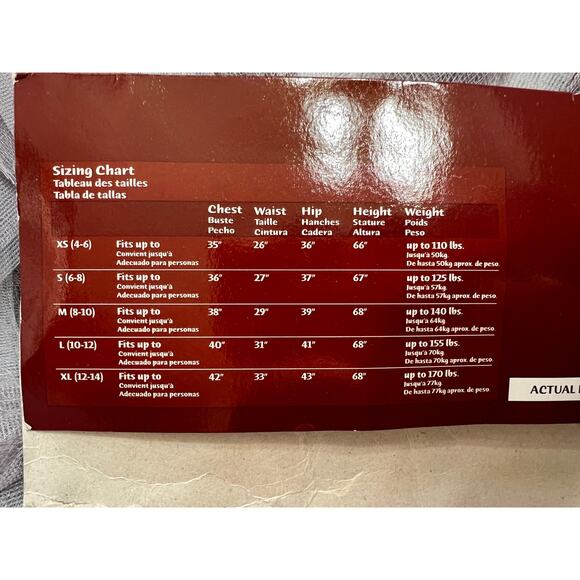 Sizing Chart
Tableau des tailles
Tabla de tallas
Chest Waist Hip Height Weight
Buste Taille Hanches Stature Poids
Pecho Cintura Cadera Altura Peso
XS (4-6) Fits up to 35" 26" 36" 66" up to 110 lbs.
Convient jusqu'à Jusqu'à 50kg.
Adecuado para personas De hasta 50kg aprox. de peso.
S (6-8) Fits up to 36" 27" 37" 67" up to 125 lbs.
Convient jusqu'à Jusqu'à 57kg.
Adecuado para personas De hasta 57kg aprox. de peso.
M (8-10) Fits up to 38" 29" 39" 68" up to 140 lbs.
Convient jusqu'à Jusqu'à 64kg.
Adecuado para personas De hasta 64kg aprox. de peso.
L (10-12) Fits up to 40" 31" 41" 68" up to 155 lbs.
Convient jusqu'à Jusqu'à 70kg.
Adecuado para personas De hasta 70kg aprox. de peso.
XL (12-14) Fits up to 42" 33" 43" 68" up to 170 lbs.
Convient jusqu'à Jusqu'à 77kg.
Adecuado para personas De hasta 77kg aprox. de peso.
ACTUAL